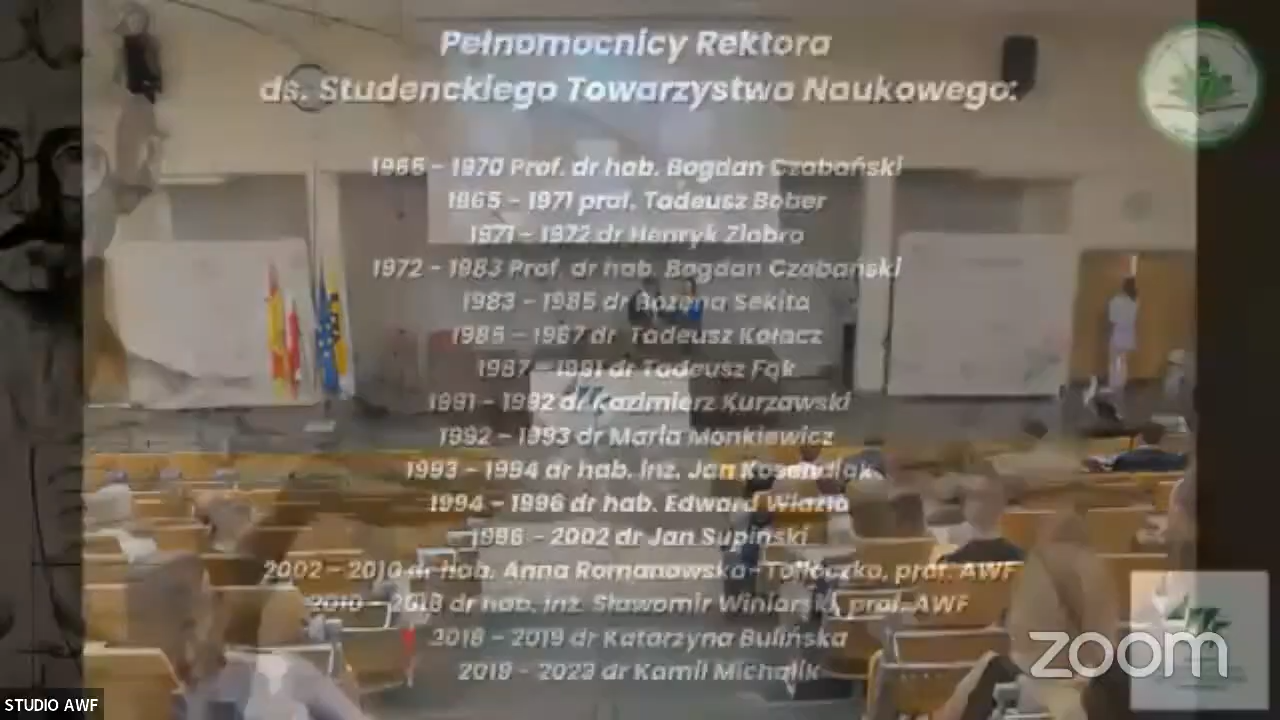 Pełnomocnicy Rektora
ds. Studenckiego Towarzystwa Naukowego:
1965 - 1970 Prof. dr hab. Bogdan Czabański
1965 - 1971 prof. Tadeusz Bober
1971 - 1972 dr Henryk Ziobro
1972 - 1983 Prof. dr hab. Bogdan Czabański
1983 - 1985 dr Bożena Sekita
1985 - 1987 dr Tadeusz Kołacz
1987 - 1991 dr Tadeusz Fąk
1991 - 1992 dr Kazimierz Kurzawski
1992 - 1993 dr Maria Monkiewicz
1993 - 1994 dr hab. inż. Jan Kosendiak
1994 - 1996 dr hab. Edward Wlazło
1996 - 2002 dr Jan Supiński
2002 - 2010 dr hab. Anna Romanowska-Tołłoczko, prof. AWF
2010 - 2018 dr hab. inż. Sławomir Winiarski, prof. AWF
2018 - 2019 dr Katarzyna Bulińska
2019 - 2023 dr Kamil Michalik
zoom
STUDIO AWF